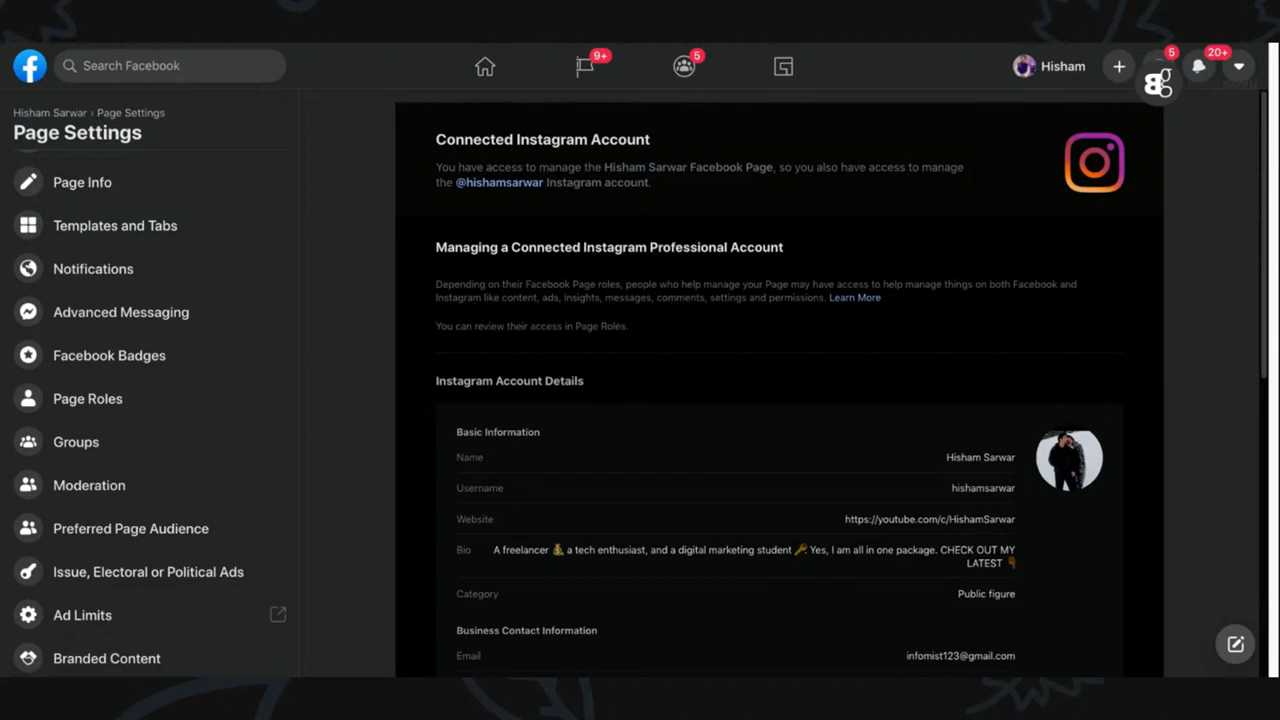 Search Facebook
9+
5
Hisham
5
20+
Hisham Sarwar › Page Settings
Page Settings
Page Info
Templates and Tabs
Notifications
Advanced Messaging
Facebook Badges
Page Roles
Groups
Moderation
Preferred Page Audience
Issue, Electoral or Political Ads
Ad Limits
Branded Content
Connected Instagram Account
You have access to manage the Hisham Sarwar Facebook Page, so you also have access to manage
the @hishamsarwar Instagram account.
Managing a Connected Instagram Professional Account
Depending on their Facebook Page roles, people who help manage your Page may have access to help manage things on both Facebook and
Instagram like content, ads, insights, messages, comments, settings and permissions. Learn More
You can review their access in Page Roles.
Instagram Account Details
Basic Information
Name Hisham Sarwar
Username hishamsarwar
Website https://youtube.com/c/HishamSarwar
Bio A freelancer 💰, a tech enthusiast, and a digital marketing student 🔑 Yes, I am all in one package. CHECK OUT MY
LATEST 👇🏾
Category Public figure
Business Contact Information
Email infomist123@gmail.com